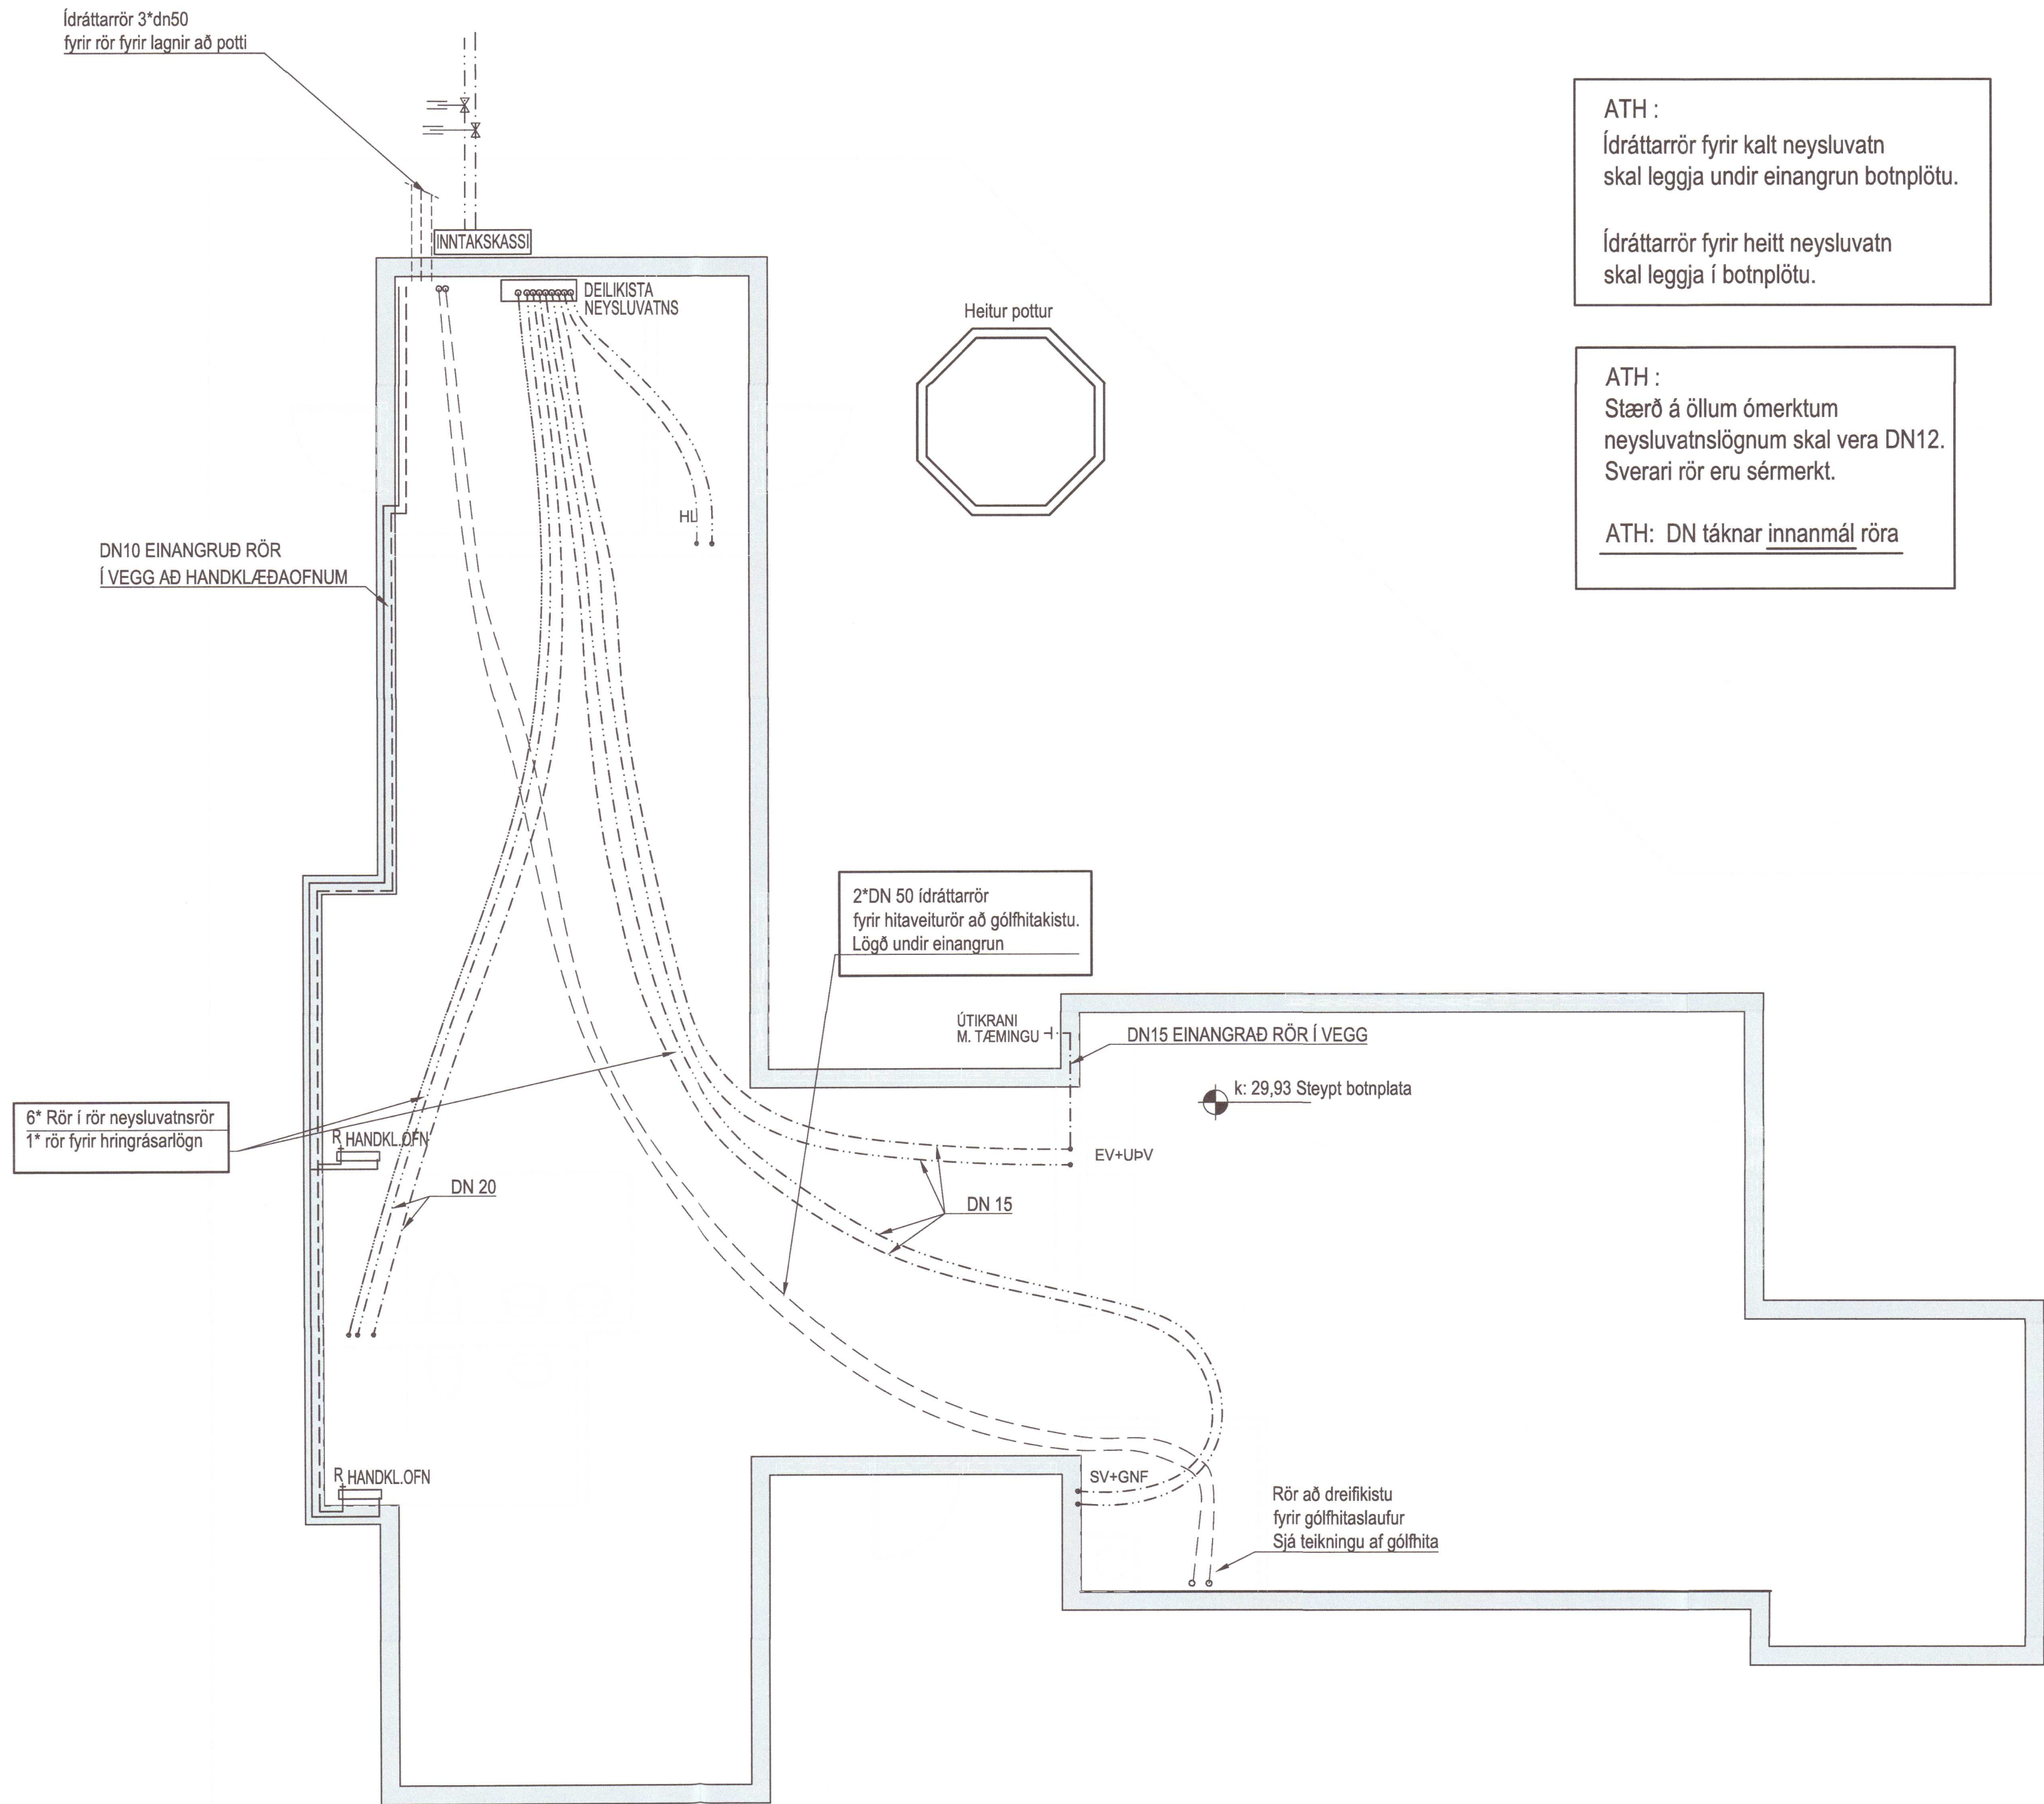 Ídráttarrör 3*dn50
fyrir rör fyrir lagnir að potti
INNTAKSKASSI
DEILIKISTA
NEYSLUVATNS
Heitur pottur
ATH :
Ídráttarrör fyrir kalt neysluvatn
skal leggja undir einangrun botnplötu.
Ídráttarrör fyrir heitt neysluvatn
skal leggja í botnplötu.
ATH :
Stærð á öllum ómerktum
neysluvatnslögnum skal vera DN12.
Sverari rör eru sérmerkt.
ATH: DN táknar innanmál röra
DN10 EINANGRUÐ RÖR
Í VEGG AÐ HANDKLÆÐAOFNUM
2*DN 50 ídráttarrör
fyrir hitaveiturör að gólfhitakistu.
Lögð undir einangrun
ÚTIKRANI
M. TÆMINGU
DN15 EINANGRAÐ RÖR Í VEGG
k: 29,93 Steypt botnplata
6* Rör í rör neysluvatnsrör
1* rör fyrir hringrásarlögn
R HANDKL.OFN
EV+UÞV
DN 20
DN 15
R HANDKL.OFN
SV+GNF
Rör að dreifikistu
fyrir gólfhitaslaufur
Sjá teikningu af gólfhita